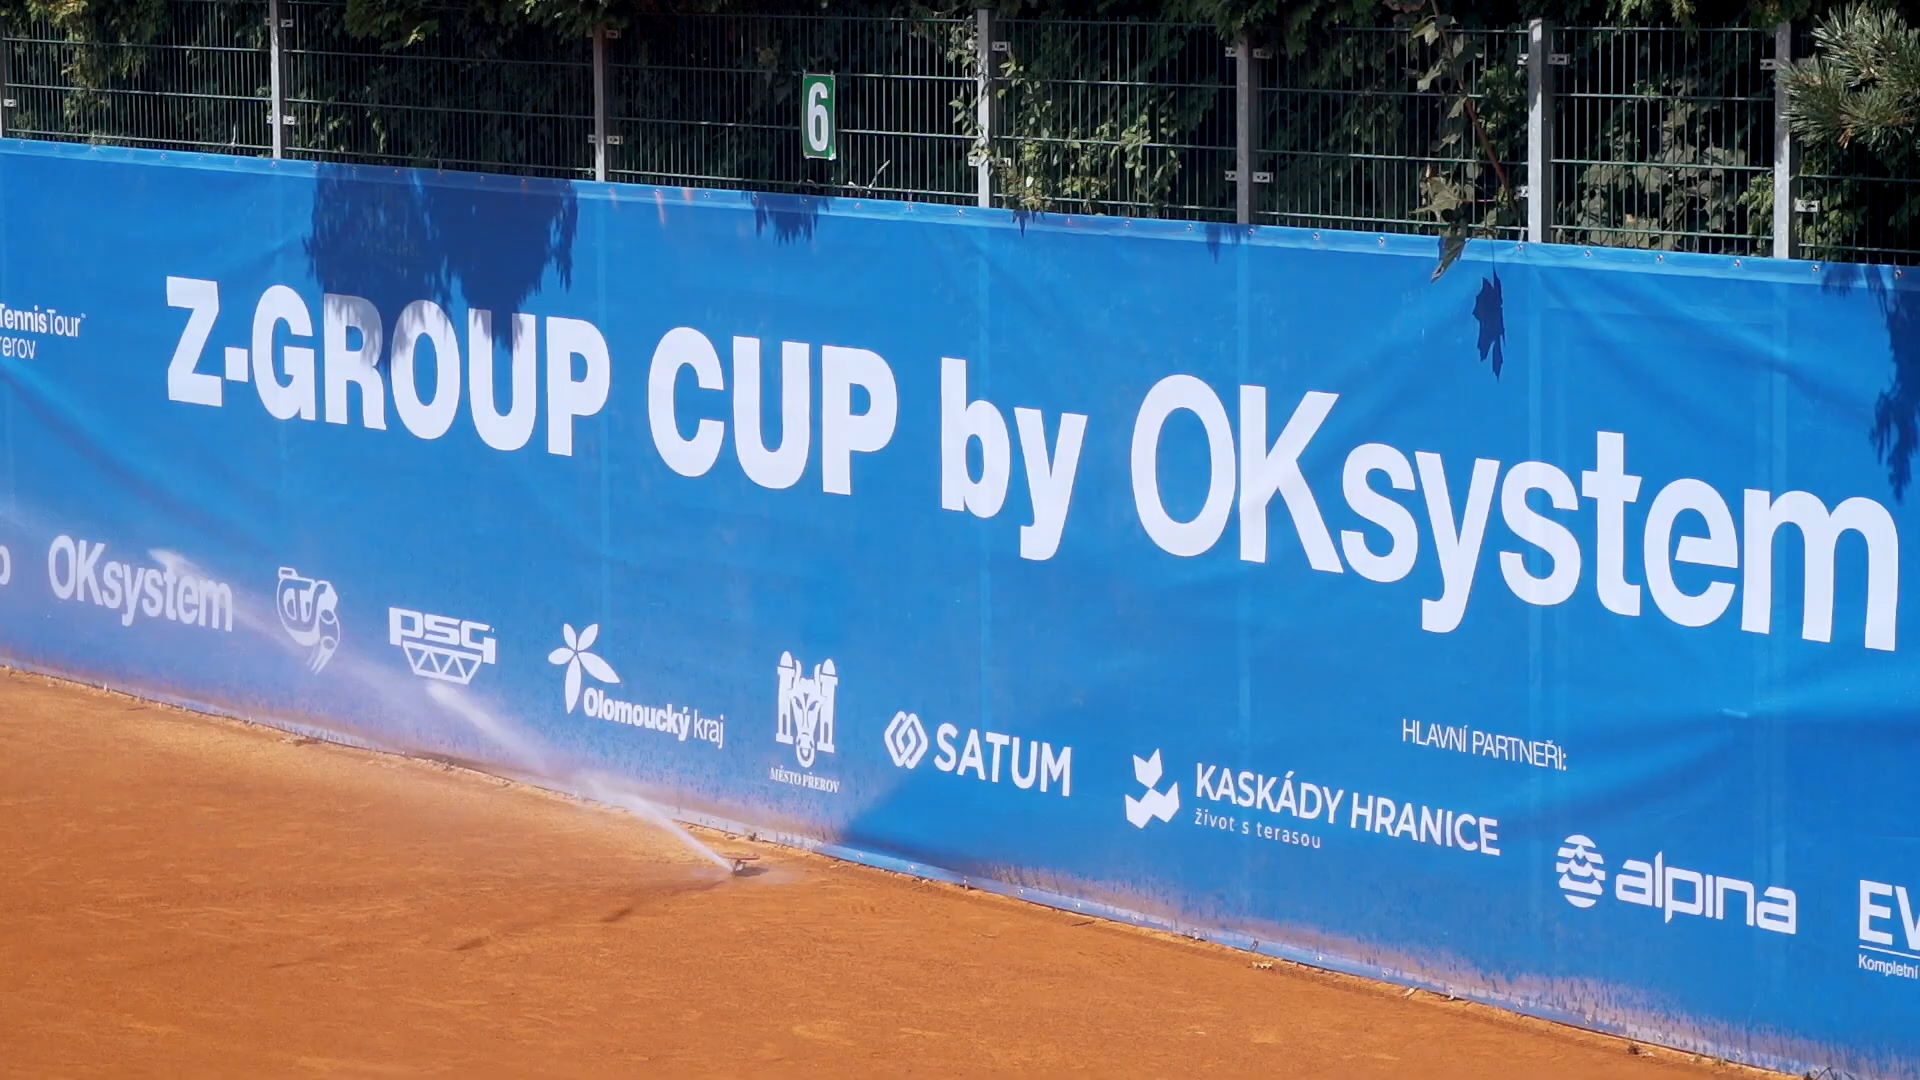 6
TennisTour
Z-GROUP CUP by OKsystem
OKsystem
PSG
Olomoucký kraj
MĚSTO PŘEROV
SATUM
KASKÁDY HRANICE
život s terasou
HLAVNÍ PARTNEŘI:
alpina
EV
Kompletní